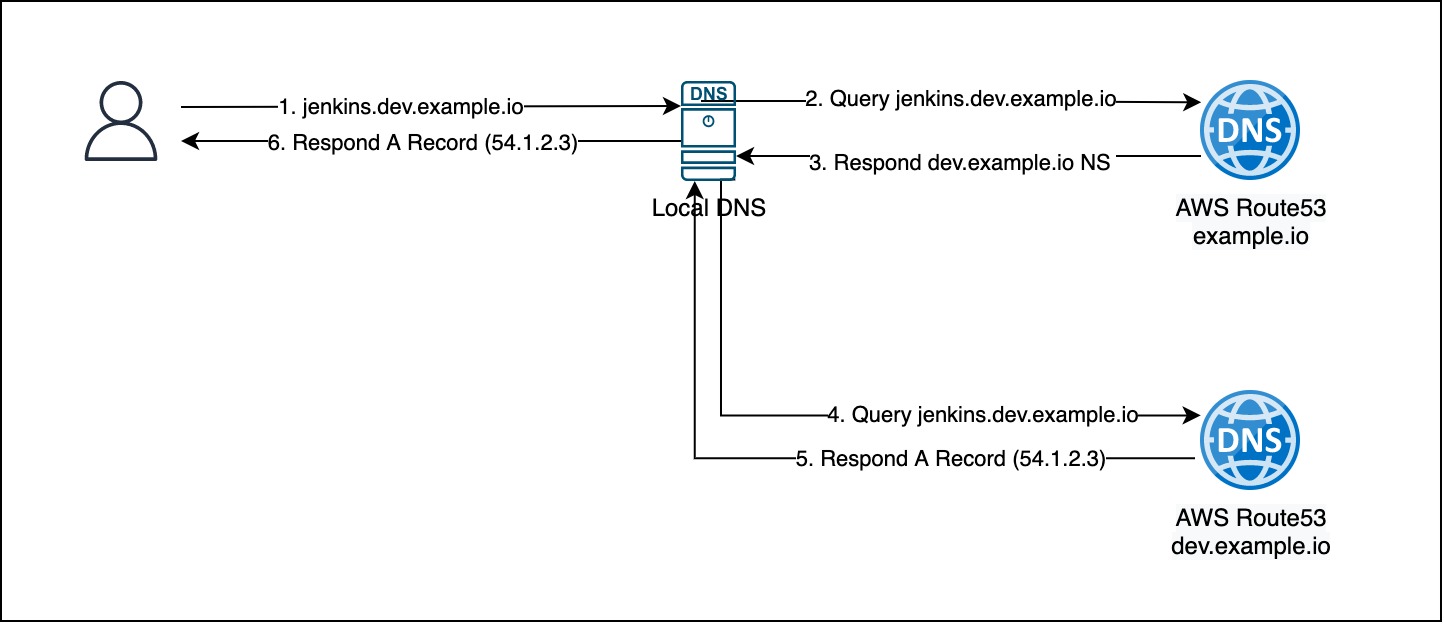 DNS
1. jenkins.dev.example.io
2. Query jenkins.dev.example.io
DNS
6. Respond A Record (54.1.2.3)
3. Respond dev.example.io NS
Local DNS
AWS Route53
example.io
4. Query jenkins.dev.example.io
DNS
5. Respond A Record (54.1.2.3)
AWS Route53
dev.example.io